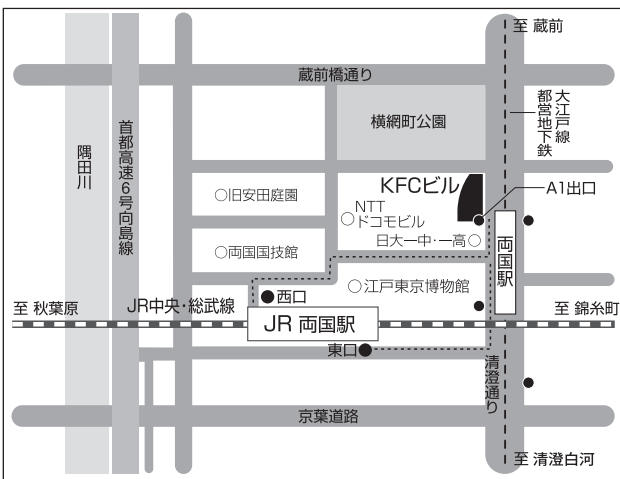 至 蔵前
蔵前橋通り
大江戸線
都営地下鉄
横網町公園
首都高速6号向島線
隅田川
KFCビル
A1出口
○旧安田庭園
NTT
○ドコモビル
日大一中・一高○
両国駅
○両国国技館
○江戸東京博物館
●西口
至 秋葉原
JR中央・総武線
至 錦糸町
JR 両国駅
東口●
清澄通り
京葉道路
至 清澄白河